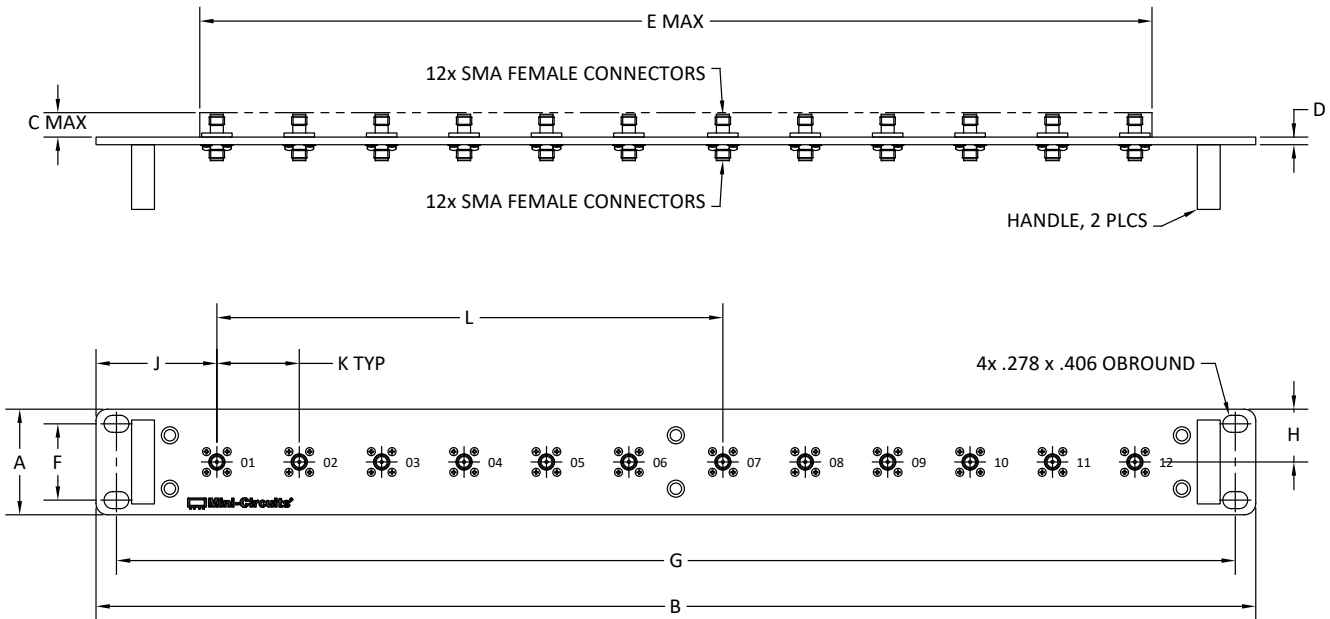 E MAX
12x SMA FEMALE CONNECTORS
C MAX
D
12x SMA FEMALE CONNECTORS
HANDLE, 2 PLCS
L
J
K TYP
4x .278 x .406 OBROUND
A
F
H
01 02 03 04 05 06 07 08 09 10 11 12
Mini-Circuits®
G
B